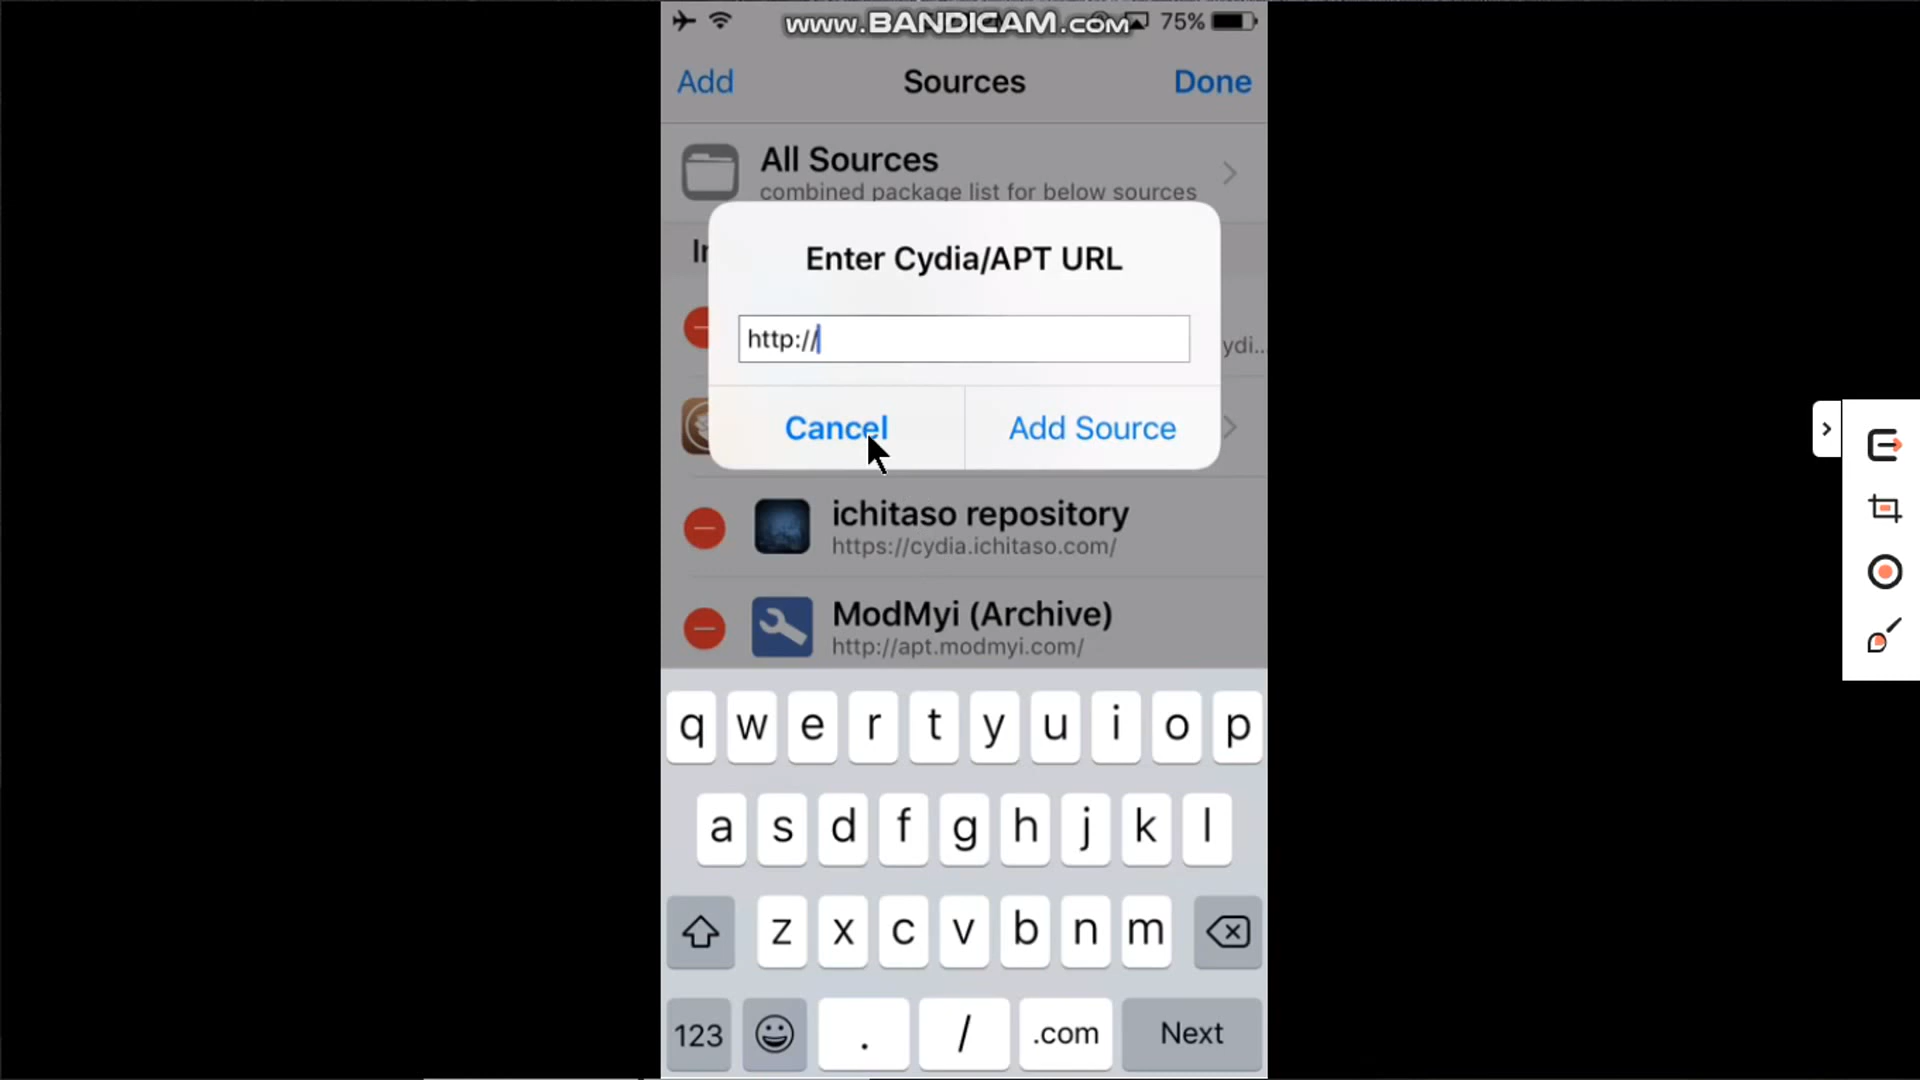 www.BANDICAM.com
75%
Add Sources Done
All Sources
combined package list for below sources
Enter Cydia/APT URL
http://
Cancel Add Source
ichitaso repository
https://cydia.ichitaso.com/
ModMyi (Archive)
http://apt.modmyi.com/
q w e r t y u i o p
a s d f g h j k l
z x c v b n m
123 . / .com Next